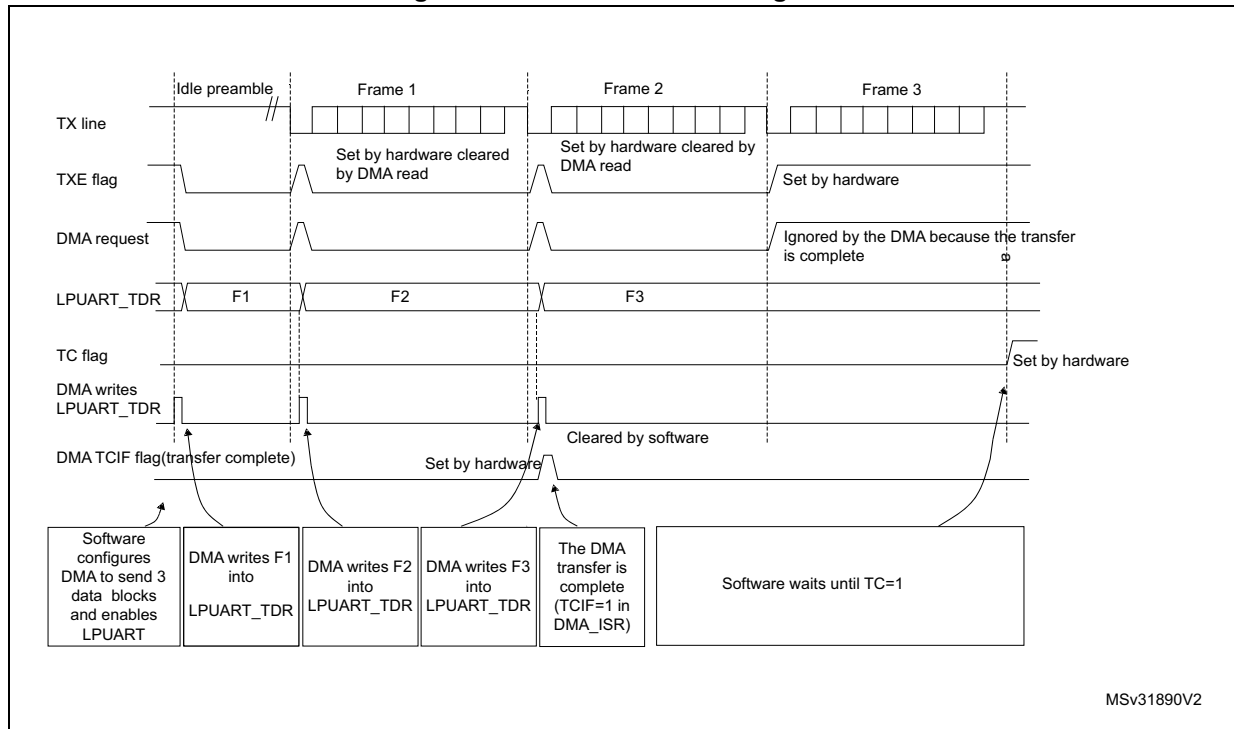 Idle preamble
Frame 1
Frame 2
Frame 3
TX line
Set by hardware cleared
by DMA read
Set by hardware cleared by
DMA read
TXE flag
Set by hardware
DMA request
Ignored by the DMA because the transfer
is complete
LPUART_TDR
F1
F2
F3
TC flag
Set by hardware
DMA writes
LPUART_TDR
Cleared by software
DMA TCIF flag(transfer complete)
Set by hardware
Software
configures
DMA to send 3
data blocks
and enables
LPUART
DMA writes F1
into
LPUART_TDR
DMA writes F2
into
LPUART_TDR
DMA writes F3
into
LPUART_TDR
The DMA
transfer is
complete
(TCIF=1 in
DMA_ISR)
Software waits until TC=1
MSv31890V2